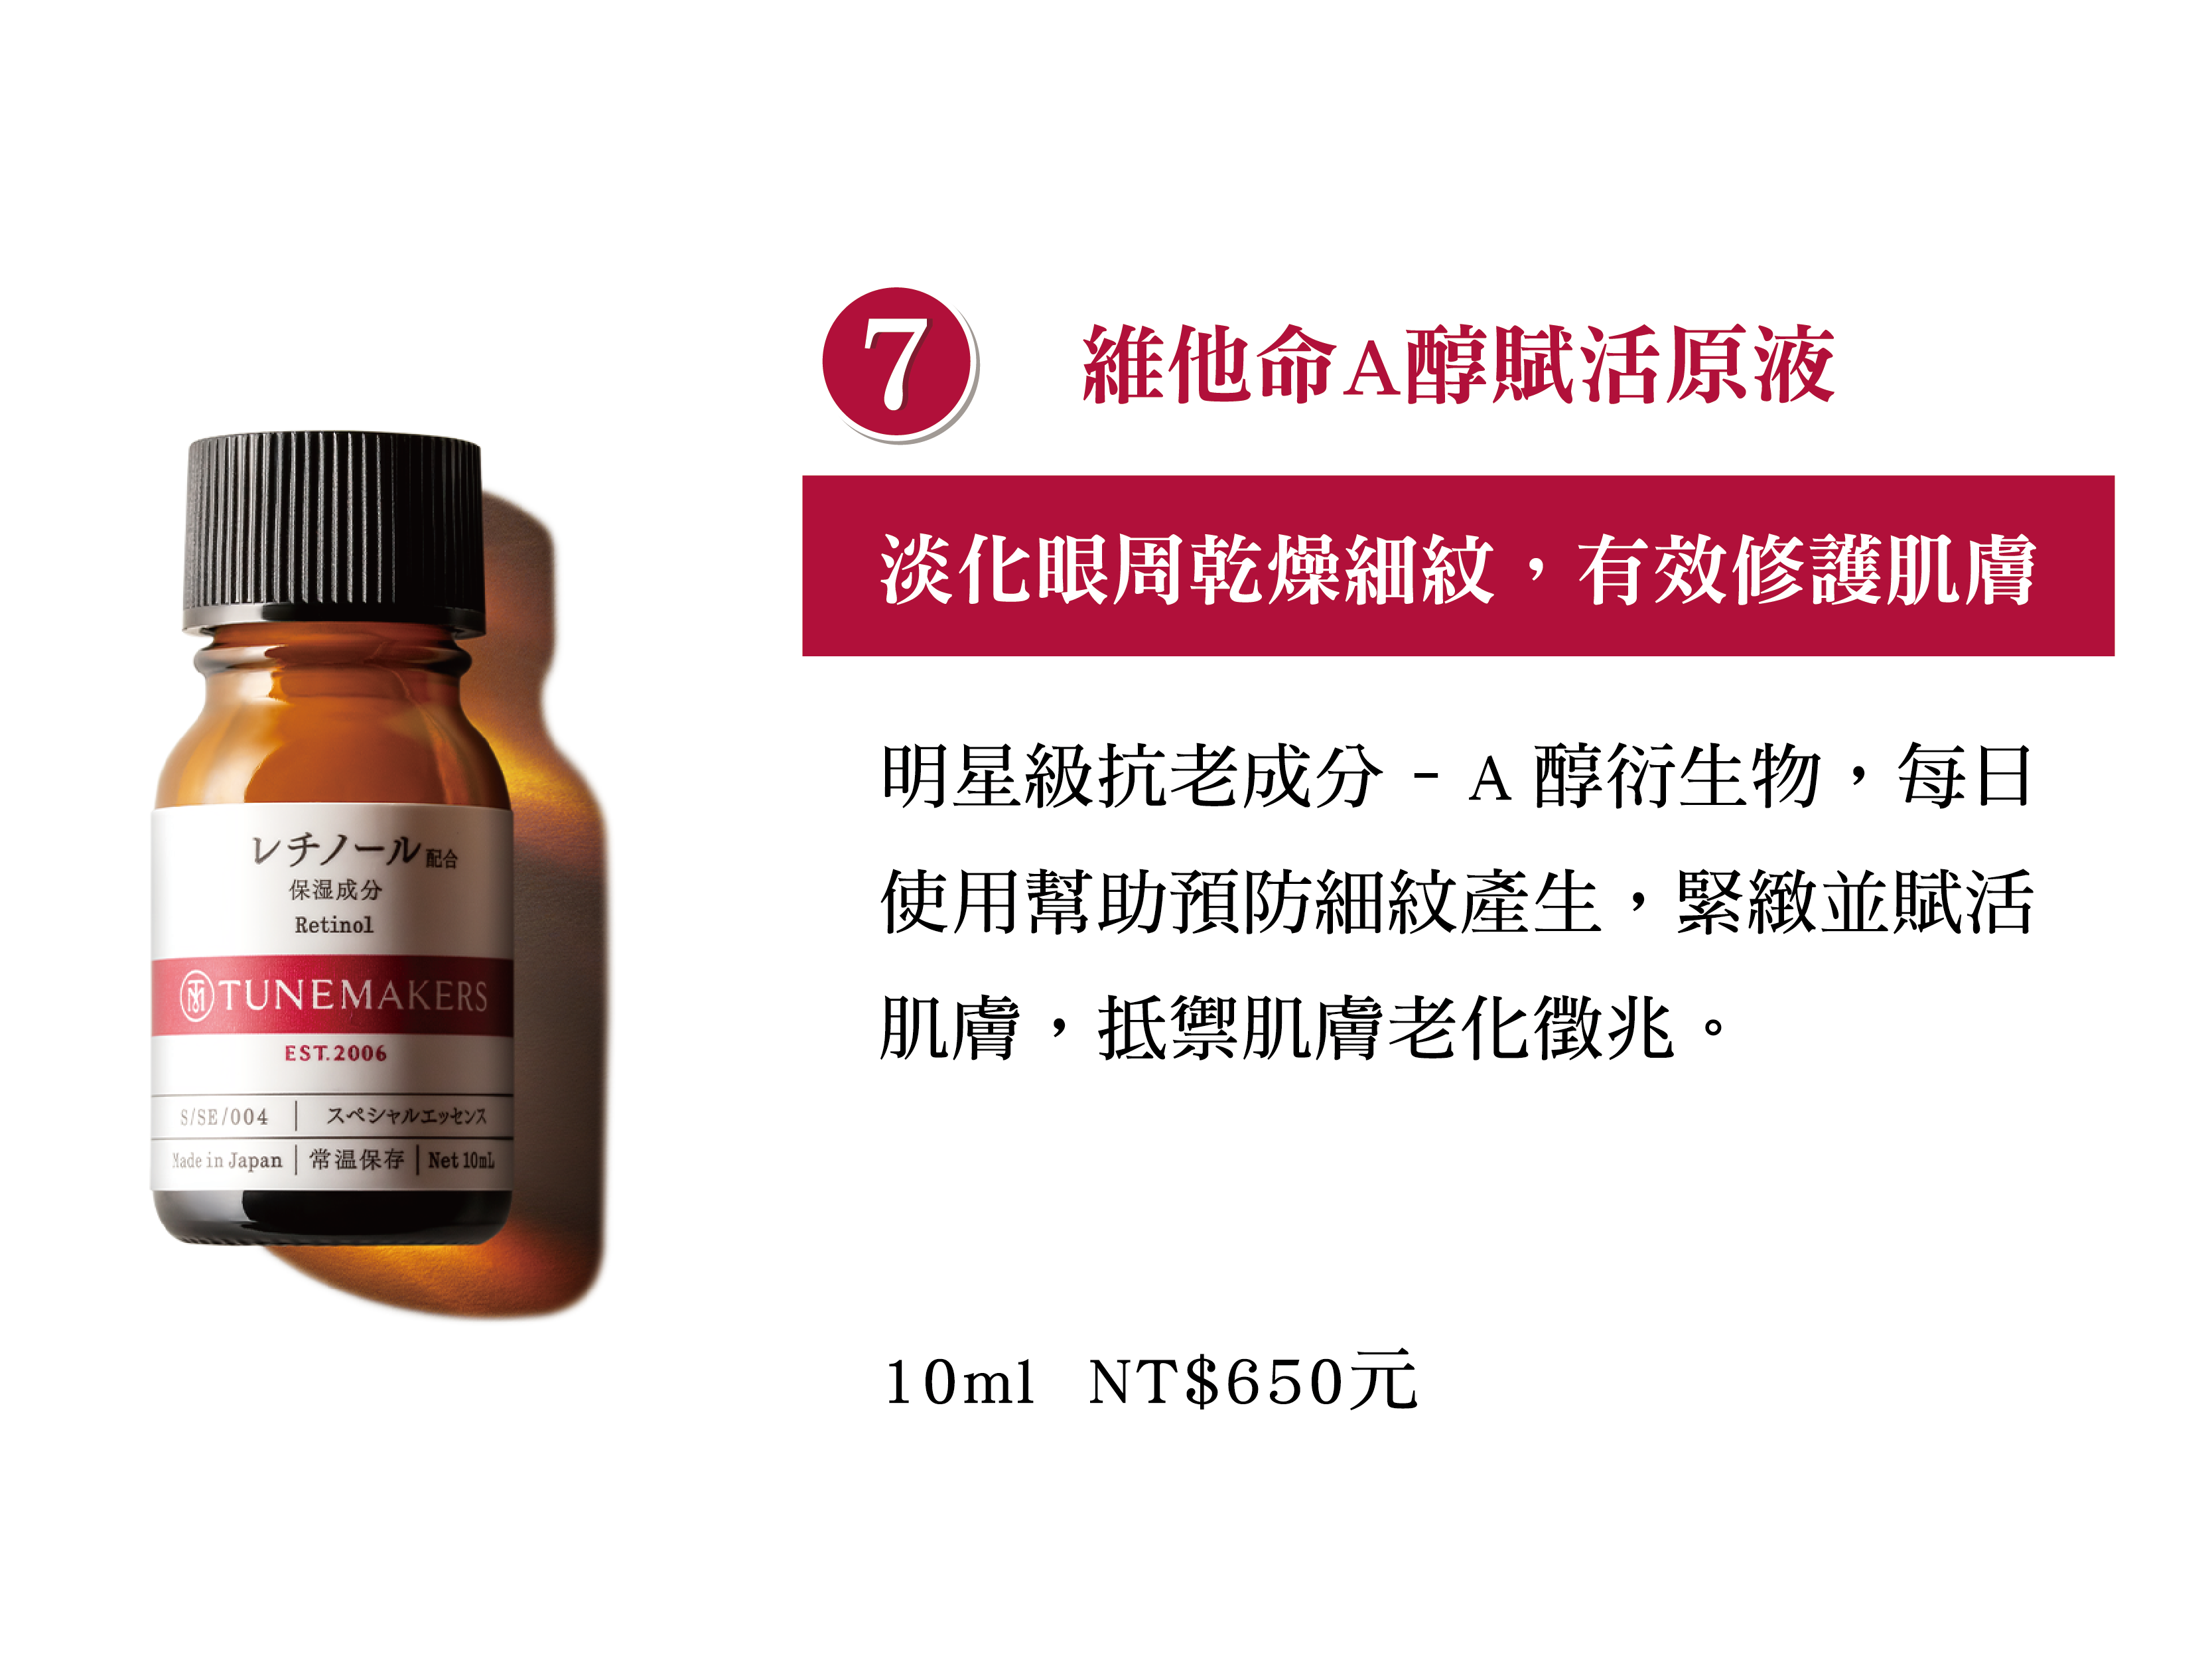 7
維他命A醇賦活原液
淡化眼周乾燥細紋，有效修護肌膚
明星級抗老成分 - A 醇衍生物，每日
使用幫助預防細紋產生，緊緻並賦活
肌膚，抵禦肌膚老化徵兆。
10ml NT$650元
レチノール配合
保湿成分
Retinol
TM TUNEMAKERS
EST.2006
S/SE/004 | スペシャルエッセンス
Made in Japan | 常温保存 | Net 10mL